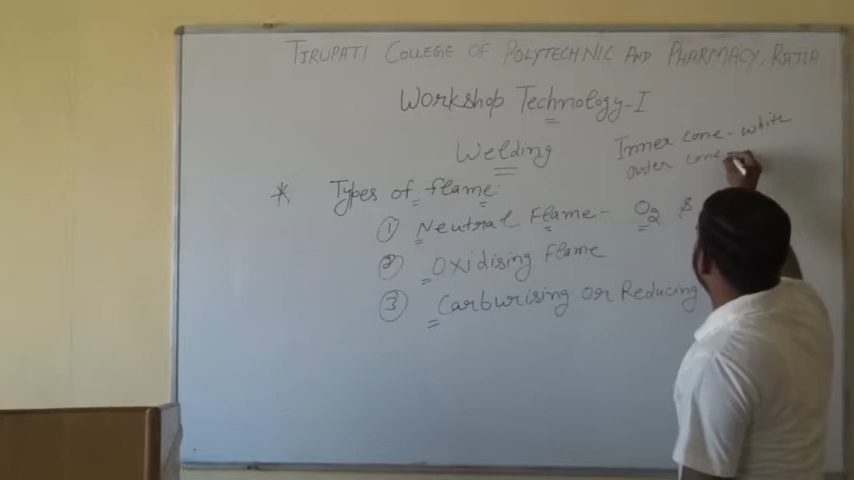 TIRUPATI COLLEGE OF POLYTECHNIC AND PHARMACY, RATIA
Workshop Technology-I
Welding
Inner cone - white
outer cone -
* Types of flame:
① Neutral Flame - O2 &
② Oxidising Flame
③ Carburising Or Reducing